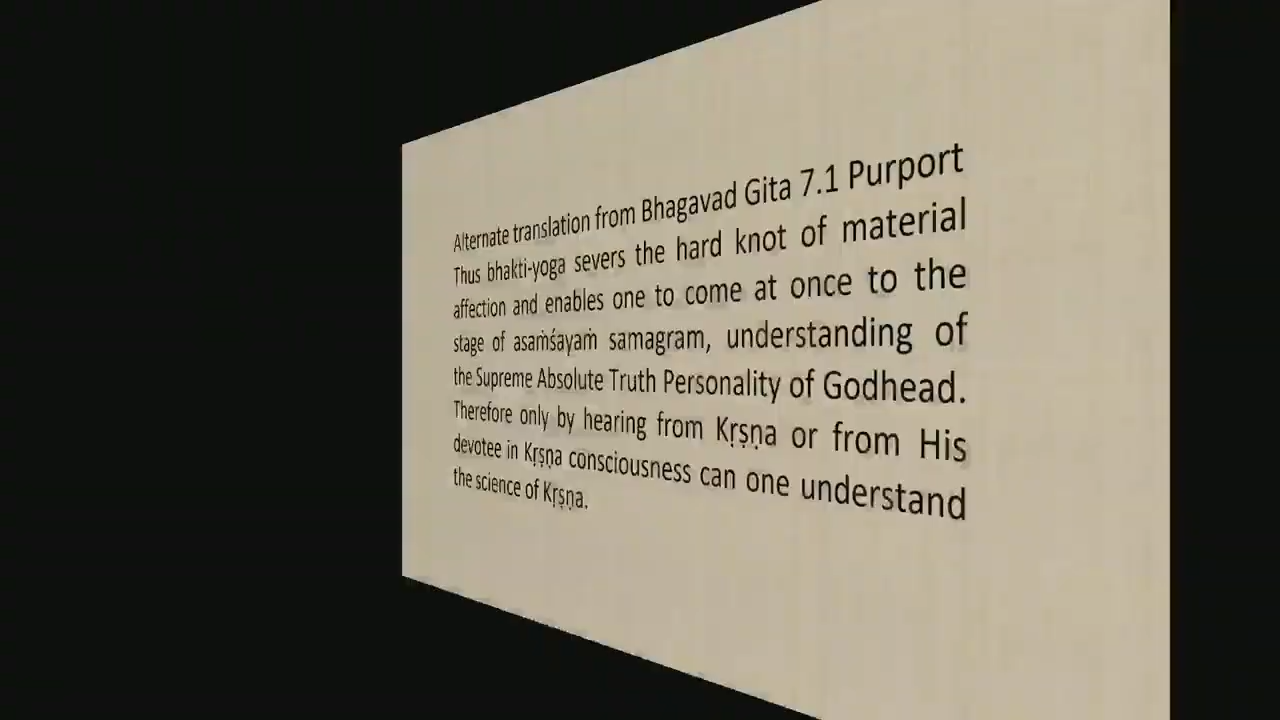 Alternate translation from Bhagavad Gita 7.1 Purport
Thus bhakti-yoga severs the hard knot of material
affection and enables one to come at once to the
stage of asaṁśayaṁ samagram, understanding of
the Supreme Absolute Truth Personality of Godhead.
Therefore only by hearing from Kṛṣṇa or from His
devotee in Kṛṣṇa consciousness can one understand
the science of Kṛṣṇa.